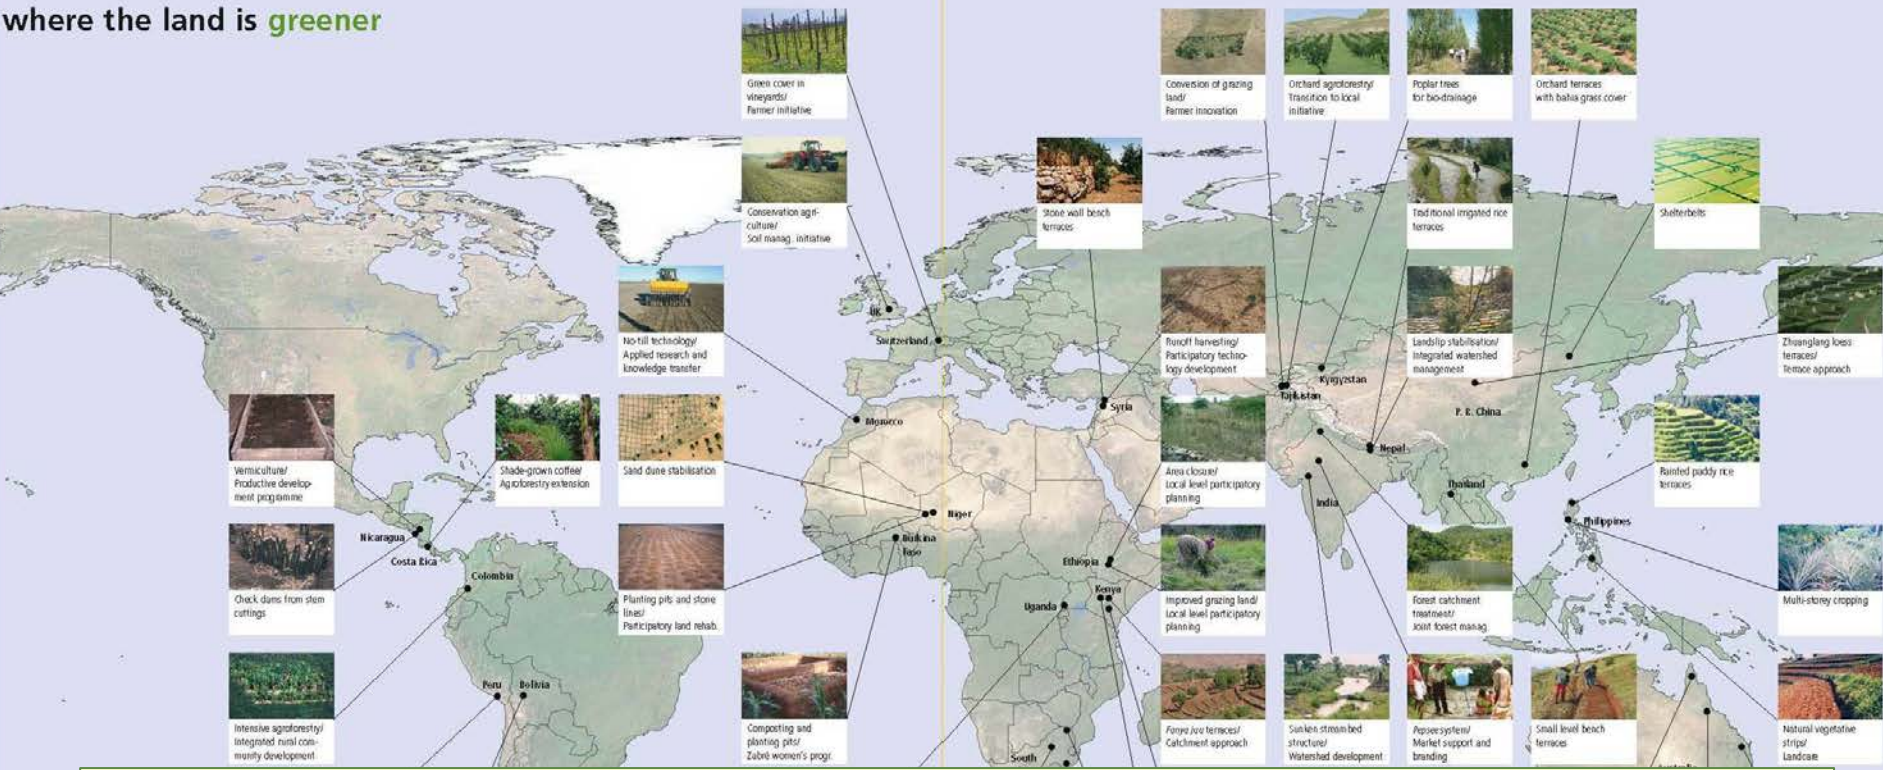 where the land is greener
Green cover in
vineyards/
Farmer initiative
Conversion of grazing
land/
Farmer innovation
Orchard agroforestry/
Transition to local
initiative
Poplar trees
for bio-drainage
Orchard terraces
with bahia grass cover
Conservation agri-
culture/
Soil manag. initiative
Stone wall bench
terraces
Traditional irrigated rice
terraces
Shelterbelts
No-till technology/
Applied research and
knowledge transfer
Runoff harvesting/
Participatory techno-
logy development
Landslip stabilisation/
Integrated watershed
management
Zhuanglang loess
terraces/
Terrace approach
UK
Switzerland
Kyrgyzstan
Tajikistan
Syria
P. R. China
Morocco
Nepal
Vermiculture/
Productive develop-
ment programme
Shade-grown coffee/
Agroforestry extension
Sand dune stabilisation
Area closure/
Local level participatory
planning
Rainfed paddy rice
terraces
Thailand
India
Niger
Philippines
Nicaragua
Burkina
Faso
Costa Rica
Ethiopia
Colombia
Kenya
Uganda
Check dams from stem
cuttings
Planting pits and stone
lines/
Participatory land rehab.
Improved grazing land/
Local level participatory
planning
Forest catchment
treatment/
Joint forest manag.
Multi-storey cropping
Peru
Bolivia
Intensive agroforestry/
Integrated rural com-
munity development
Composting and
planting pits/
Zabré women's progr.
Fanya juu terraces/
Catchment approach
Sunken streambed
structure/
Watershed development
Pepsee system/
Market support and
branding
Small level bench
terraces
Natural vegetative
strips/
Landcare
South